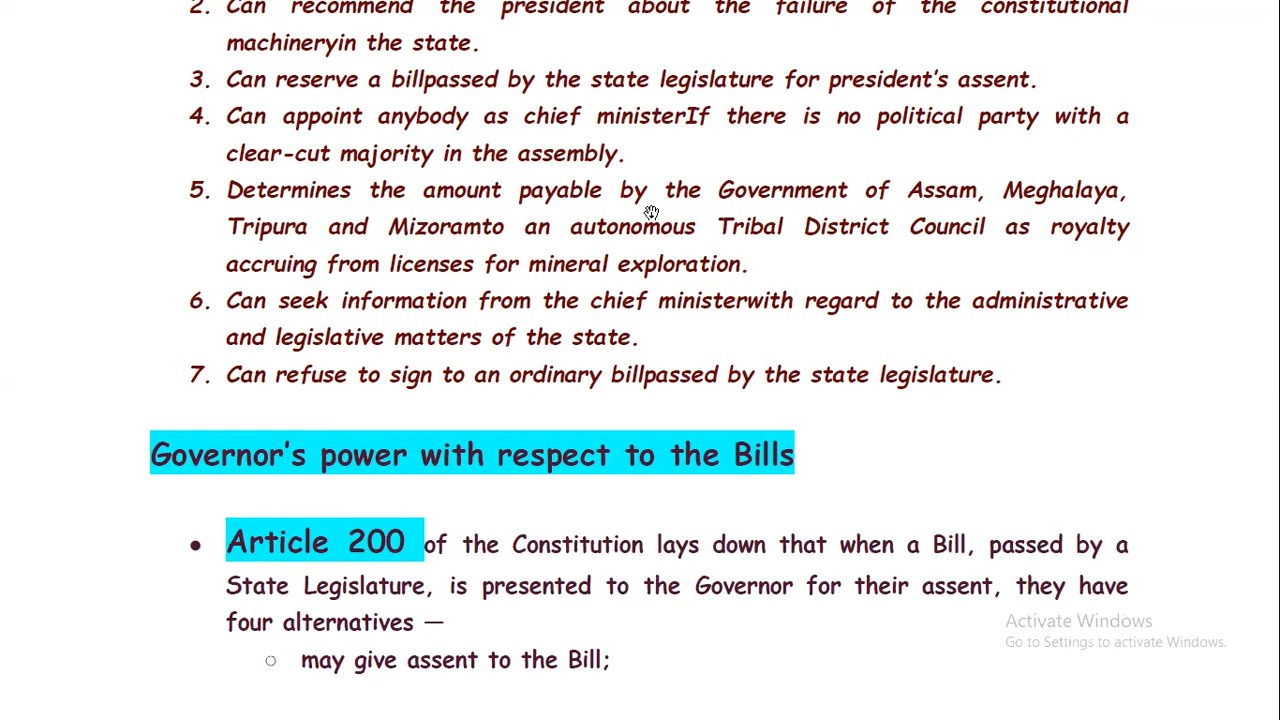 2. Can recommend the president about the failure of the constitutional
machineryin the state.
3. Can reserve a billpassed by the state legislature for president's assent.
4. Can appoint anybody as chief ministerIf there is no political party with a
clear-cut majority in the assembly.
5. Determines the amount payable by the Government of Assam, Meghalaya,
Tripura and Mizoramto an autonomous Tribal District Council as royalty
accruing from licenses for mineral exploration.
6. Can seek information from the chief ministerwith regard to the administrative
and legislative matters of the state.
7. Can refuse to sign to an ordinary billpassed by the state legislature.
Governor's power with respect to the Bills
• Article 200 of the Constitution lays down that when a Bill, passed by a
State Legislature, is presented to the Governor for their assent, they have
four alternatives —
○ may give assent to the Bill;
Activate Windows
Go to Settings to activate Windows.